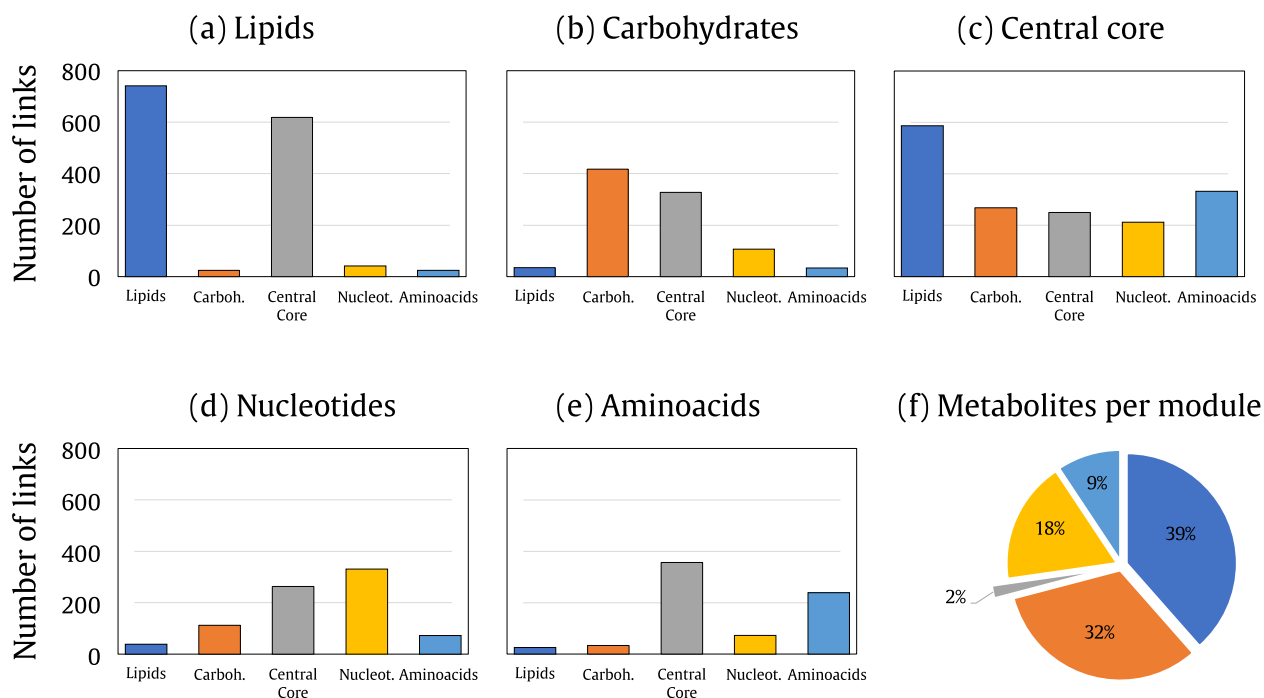 (a) Lipids
(b) Carbohydrates
(c) Central core
Number of links
800
600
400
200
0
Lipids Carboh. Central Core Nucleot. Aminoacids
Lipids Carboh. Central Core Nucleot. Aminoacids
Lipids Carboh. Central Core Nucleot. Aminoacids
(d) Nucleotides
(e) Aminoacids
(f) Metabolites per module
Number of links
800
600
400
200
0
Lipids Carboh. Central Core Nucleot. Aminoacids
Lipids Carboh. Central Core Nucleot. Aminoacids
9%
39%
18%
2%
32%